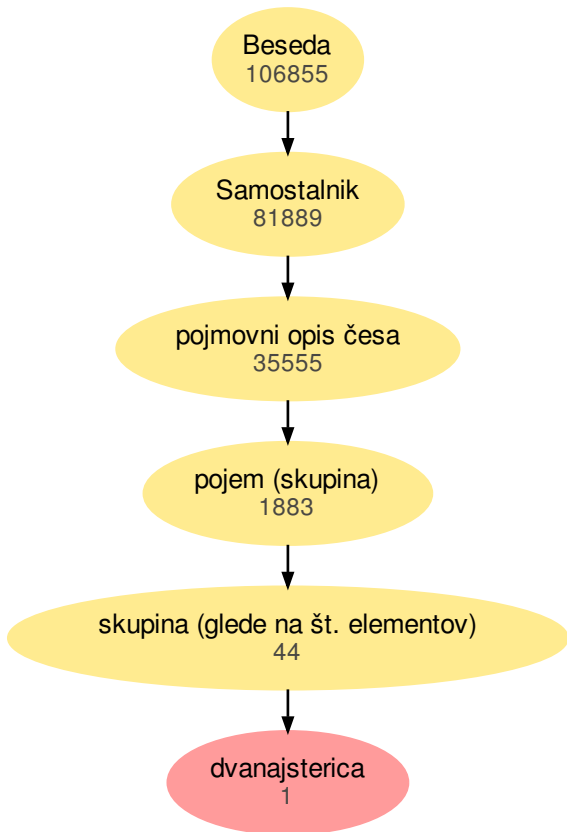 Beseda
106855
Samostalnik
81889
pojmovni opis česa
35555
pojem (skupina)
1883
skupina (glede na št. elementov)
44
dvanajsterica
1